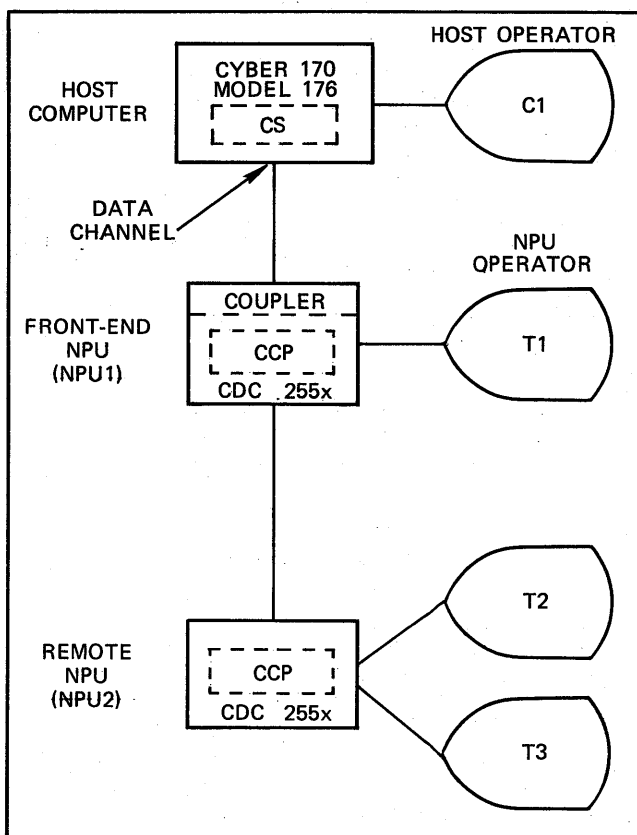 HOST OPERATOR
HOST
COMPUTER
CYBER 170
MODEL 176
CS
C1
DATA
CHANNEL
NPU
OPERATOR
FRONT-END
NPU
(NPU1)
COUPLER
CCP
CDC 255x
T1
REMOTE
NPU
(NPU2)
CCP
CDC 255x
T2
T3